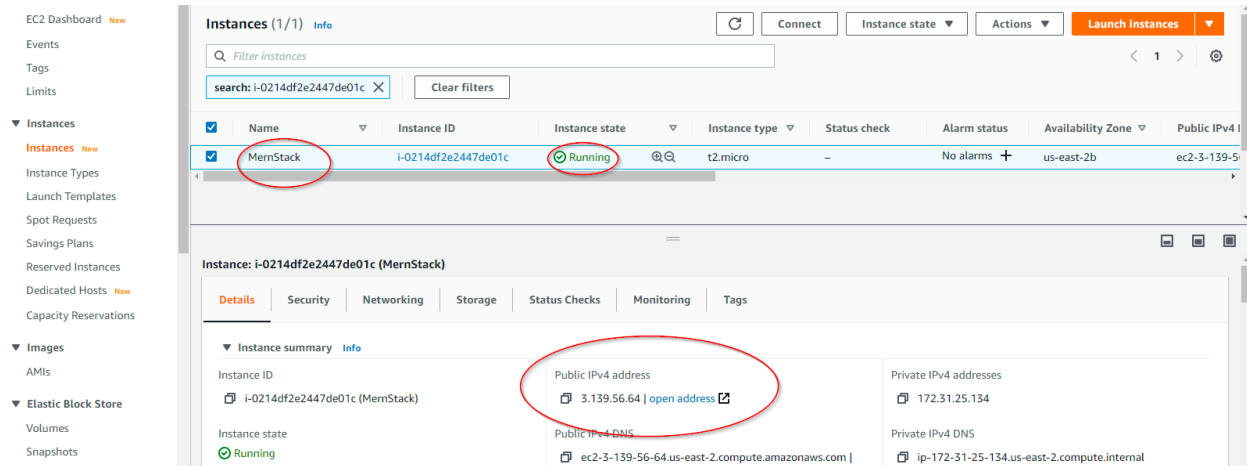 EC2 Dashboard New
Events
Tags
Limits
Instances
Instances New
Instance Types
Launch Templates
Spot Requests
Savings Plans
Reserved Instances
Dedicated Hosts New
Capacity Reservations
Images
AMIs
Elastic Block Store
Volumes
Snapshots
Instances (1/1) Info
Connect
Instance state
Actions
Launch instances
Filter instances
1
search: i-0214df2e2447de01c
Clear filters
Name Instance ID Instance state Instance type Status check Alarm status Availability Zone Public IPv4 I
MernStack i-0214df2e2447de01c Running t2.micro – No alarms + us-east-2b ec2-3-139-5
Instance: i-0214df2e2447de01c (MernStack)
Details Security Networking Storage Status Checks Monitoring Tags
Instance summary Info
Instance ID
i-0214df2e2447de01c (MernStack)
Public IPv4 address
3.139.56.64 | open address
Private IPv4 addresses
172.31.25.134
Instance state
Running
Public IPv4 DNS
ec2-3-139-56-64.us-east-2.compute.amazonaws.com |
Private IPv4 DNS
ip-172-31-25-134.us-east-2.compute.internal